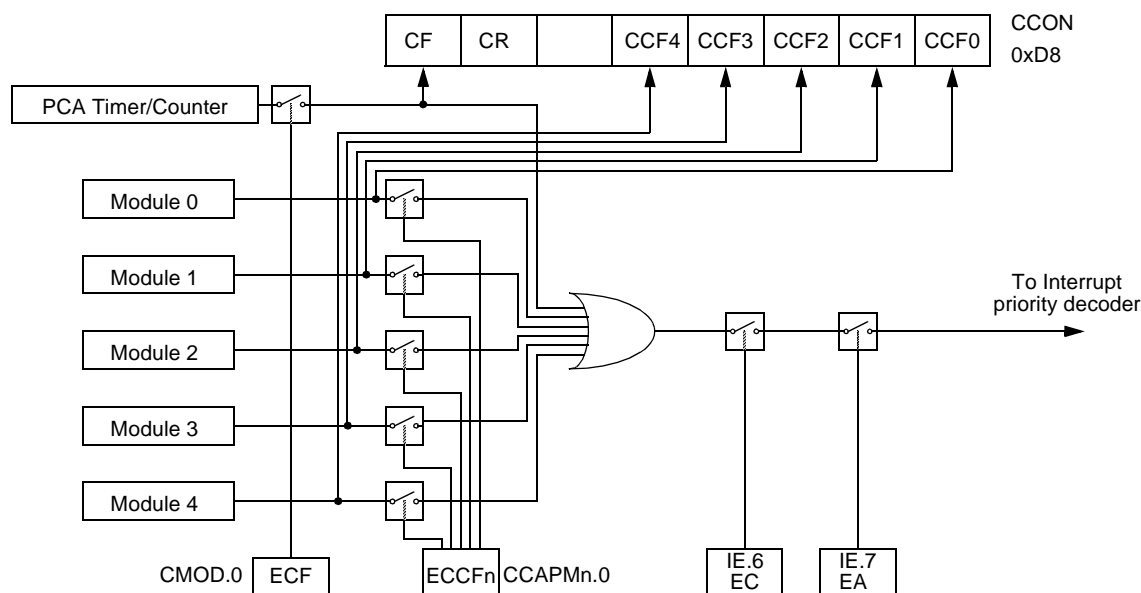 CF CR CCF4 CCF3 CCF2 CCF1 CCF0
CCON
0xD8
PCA Timer/Counter
Module 0
Module 1
Module 2
Module 3
Module 4
To Interrupt
priority decoder
CMOD.0 ECF
ECCFn CCAPMn.0
IE.6
EC
IE.7
EA